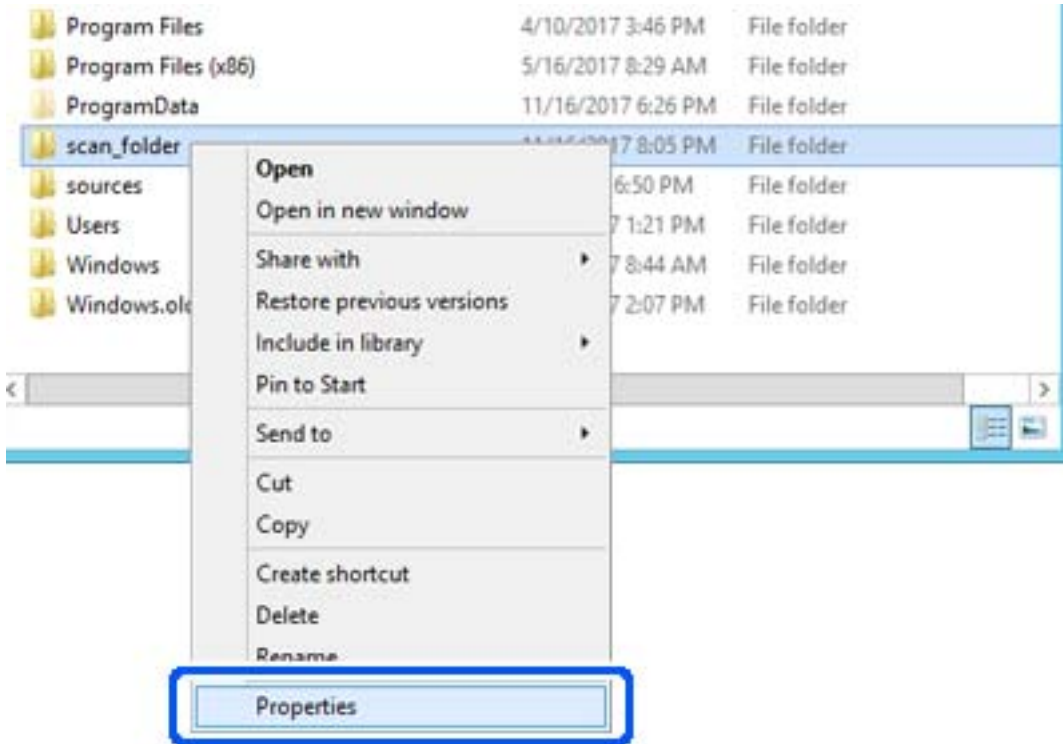 Program Files 4/10/2017 3:46 PM File folder
Program Files (x86) 5/16/2017 8:29 AM File folder
ProgramData 11/16/2017 6:26 PM File folder
scan_folder 17 8:05 PM File folder
sources 6:50 PM File folder
Users 7 1:21 PM File folder
Windows 7 8:44 AM File folder
Windows.old 7 2:07 PM File folder
Open
Open in new window
Share with
Restore previous versions
Include in library
Pin to Start
Send to
Cut
Copy
Create shortcut
Delete
Rename
Properties